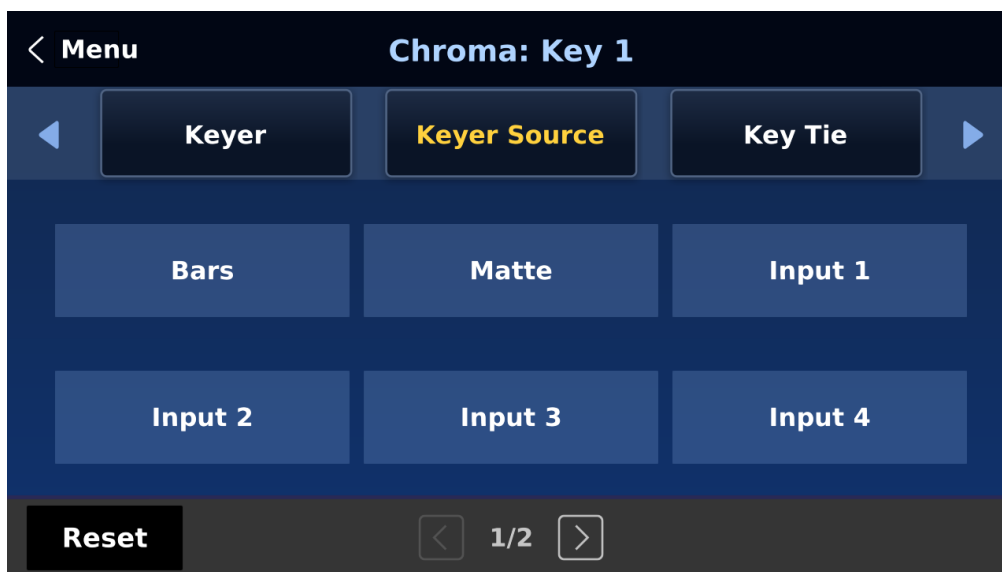 Menu
Chroma: Key 1
Keyer
Keyer Source
Key Tie
Bars
Matte
Input 1
Input 2
Input 3
Input 4
Reset
1/2